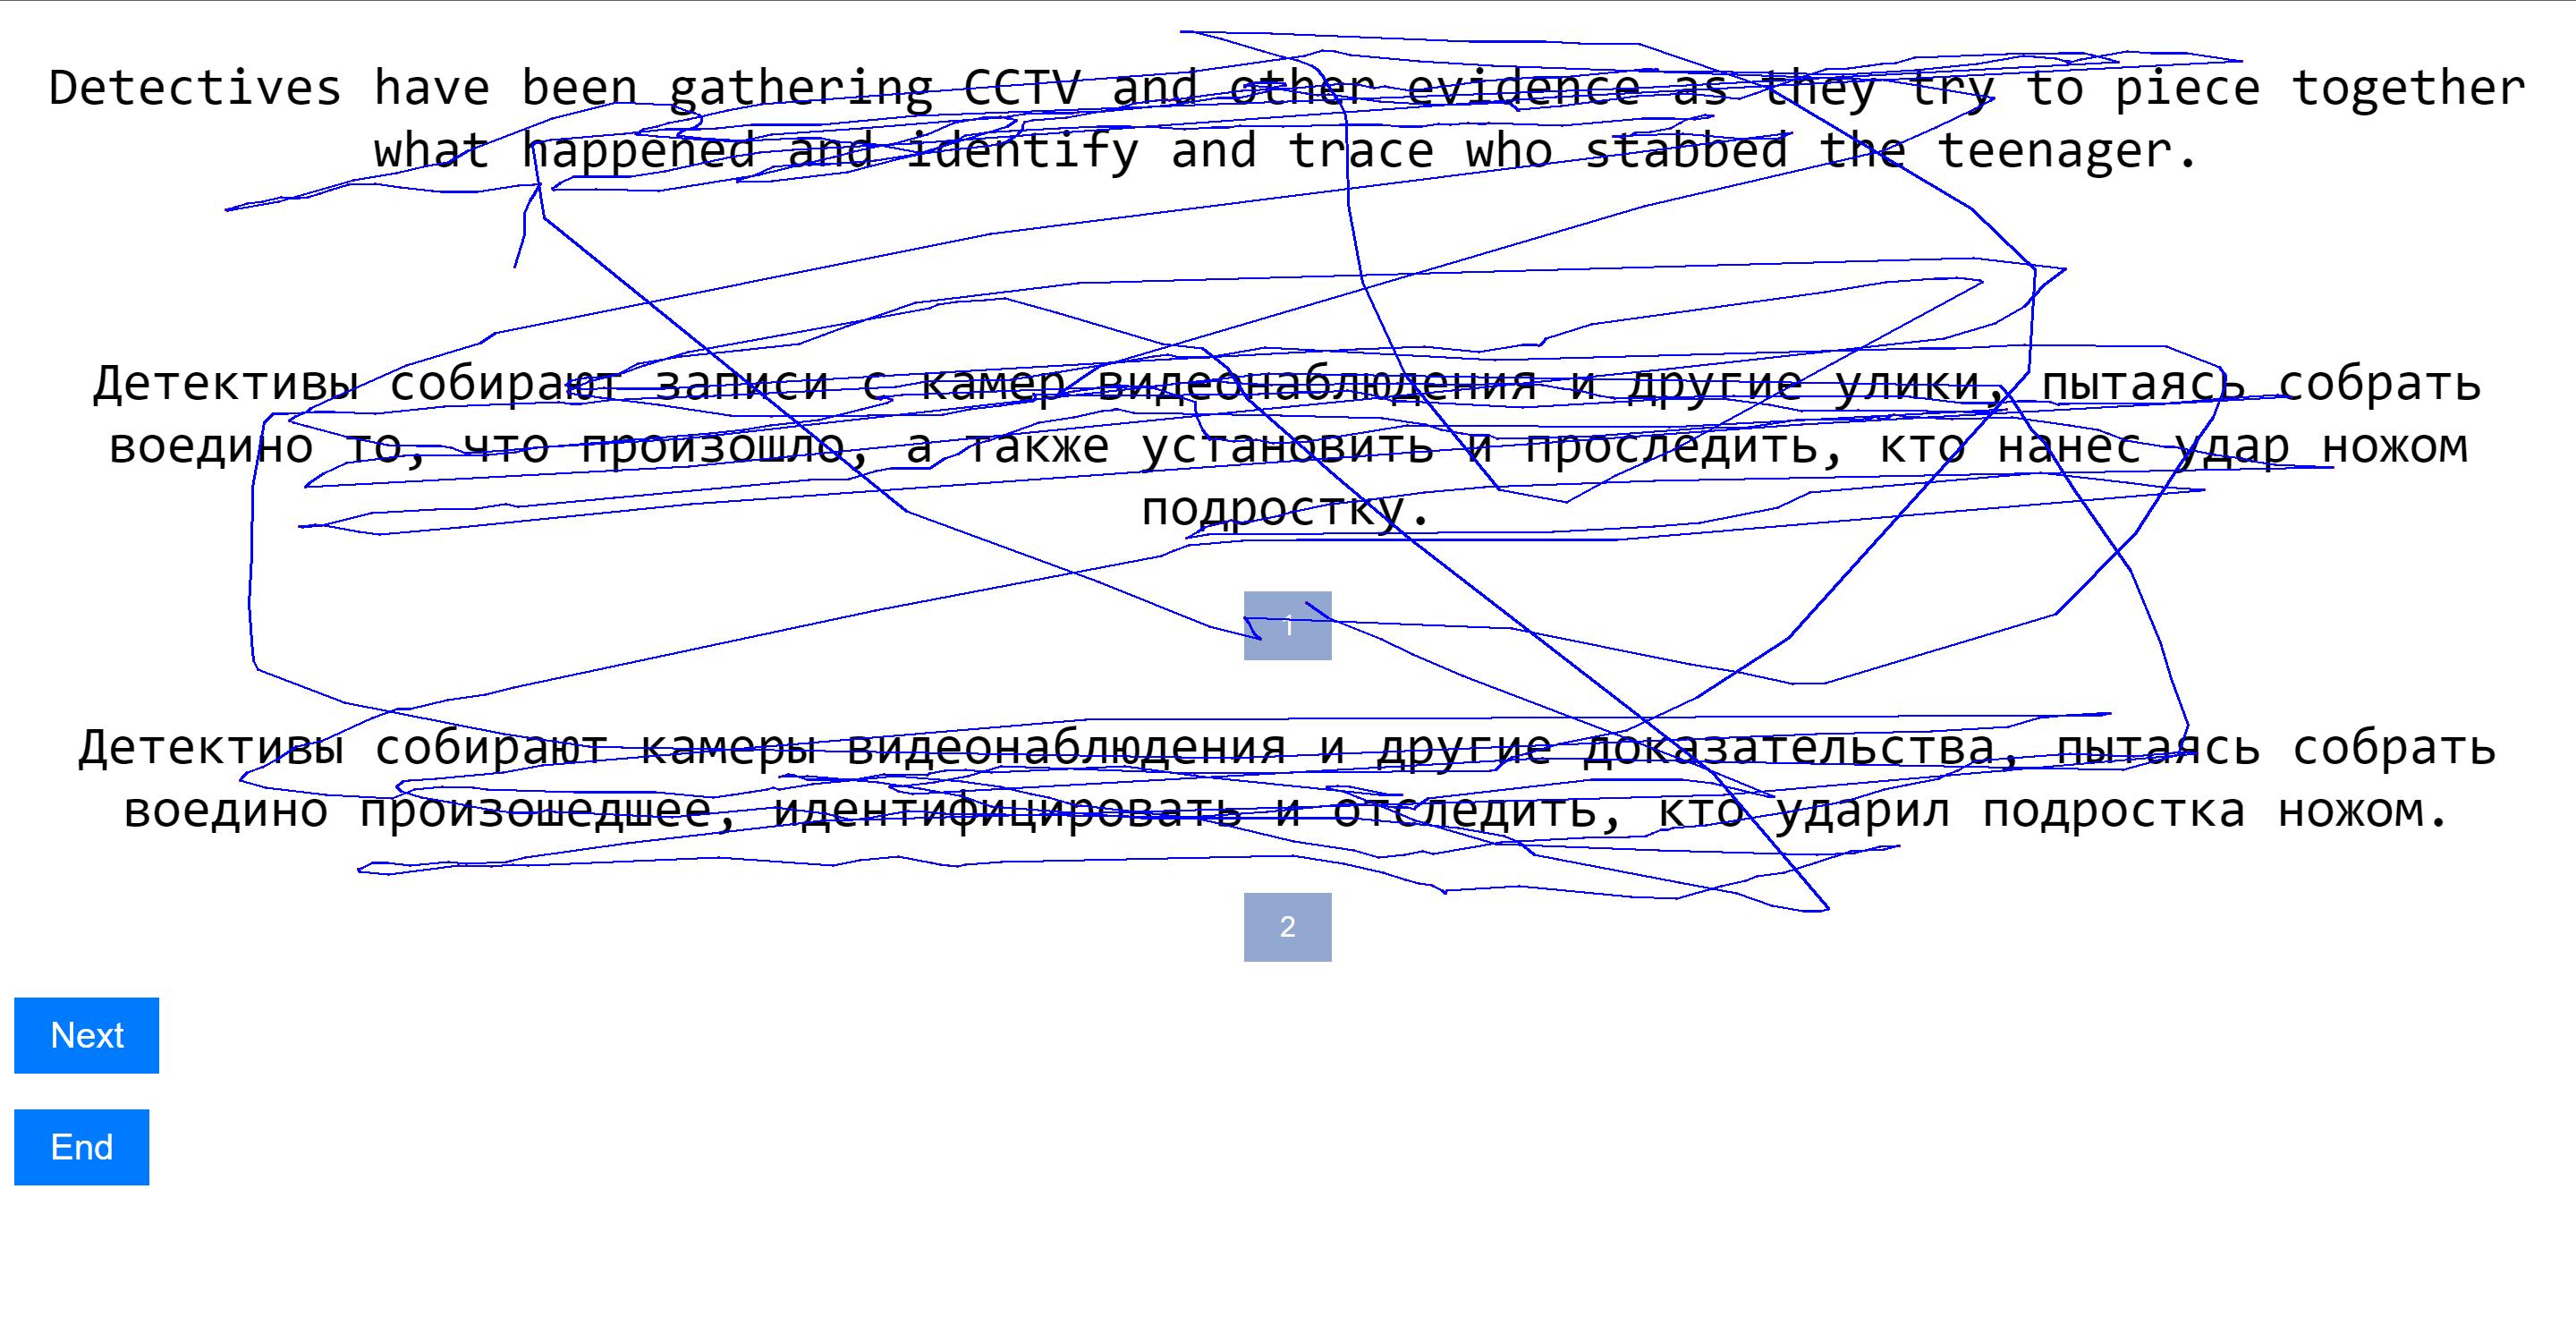 Detectives have been gathering CCTV and other evidence as they try to piece together
what happened and identify and trace who stabbed the teenager.
Детективы собирают записи с камер видеонаблюдения и другие улики, пытаясь собрать
воедино то, что произошло, а также установить и проследить, кто нанес удар ножом
подростку.
1
Детективы собирают камеры видеонаблюдения и другие доказательства, пытаясь собрать
воедино произошедшее, идентифицировать и отследить, кто ударил подростка ножом.
2
Next
End